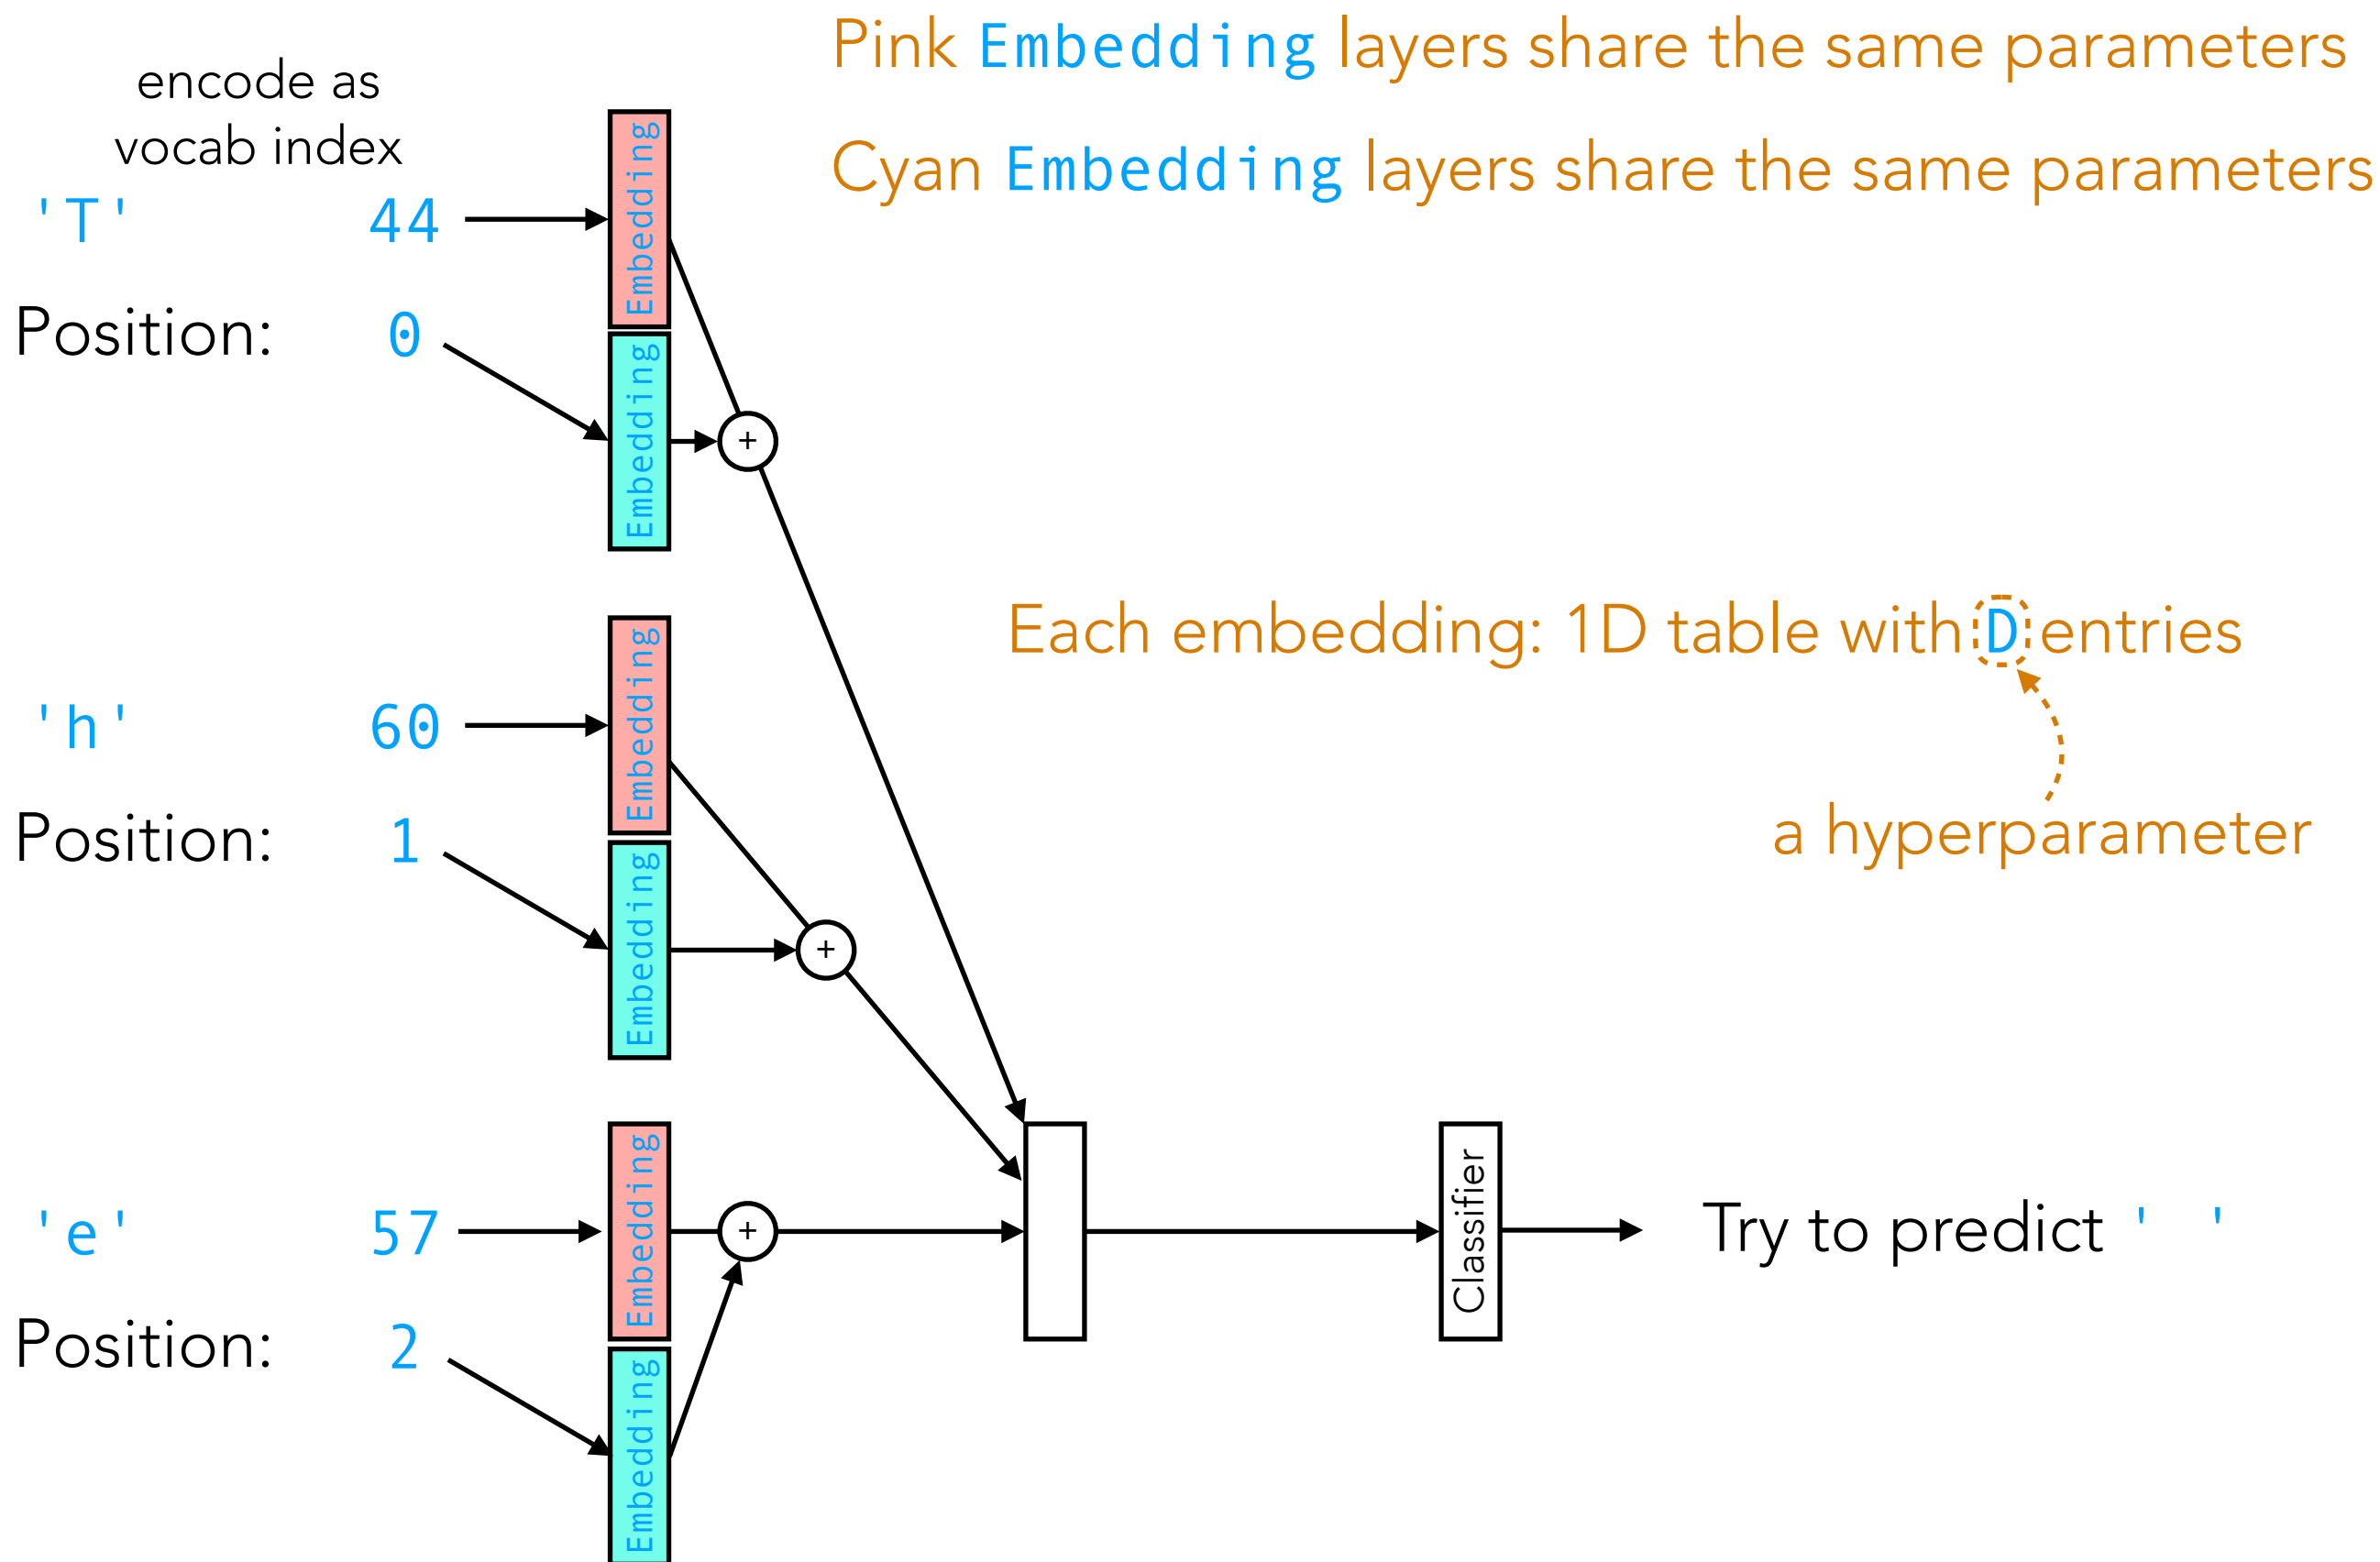 Pink Embedding layers share the same parameters
Cyan Embedding layers share the same parameters
encode as
vocab index
'T' 44
Position: 0
Embedding
Embedding
+
Each embedding: 1D table with D entries
a hyperparameter
'h' 60
Position: 1
Embedding
Embedding
+
'e' 57
Position: 2
Embedding
Embedding
+
Classifier
Try to predict ' '